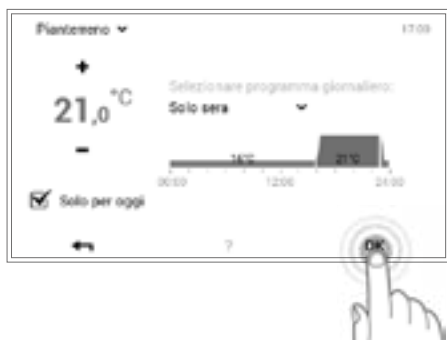 Pianterreno
17:00
+
21,0 °C
Selezionare programma giornaliero:
Solo sera
-
16°C 21°C
00:00 12:00 24:00
Solo per oggi
? OK